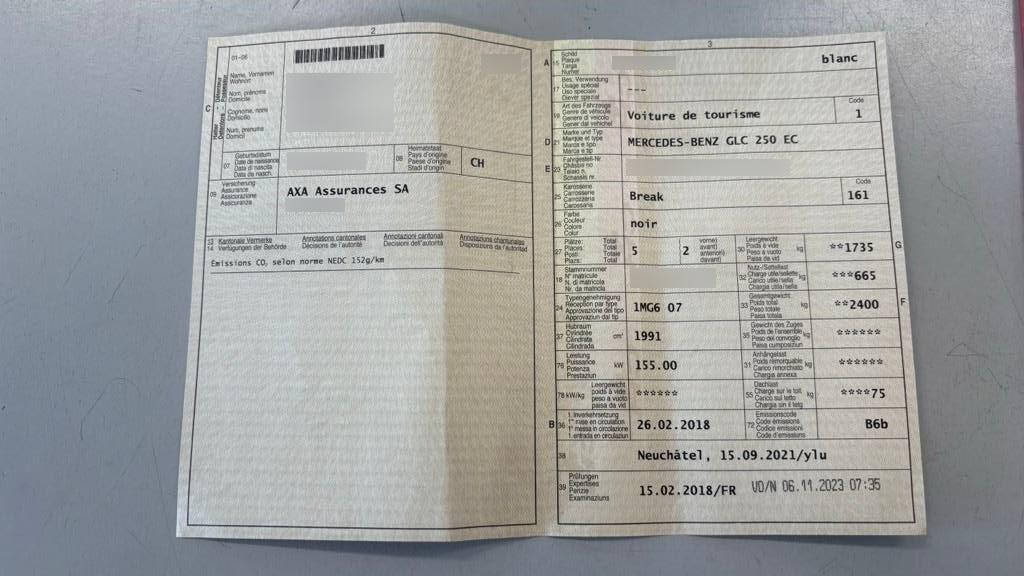 2
01-06
C
Halter
Détenteur
Detentore
Possessur
Name, Vornamen
Wohnort
Nom, prénoms
Domicile
Cognome, nomi
Domicilio
Num, prenums
Domicil
07
Geburtsdatum
Date de naissance
Data di nascita
Data da nasch.
08
Heimatstaat
Pays d'origine
Paese d'origine
Stadi d'origin
CH
09
Versicherung
Assurance
Assicurazione
Assicuranza
AXA Assurances SA
13
14
Kantonale Vermerke
Verfügungen der Behörde
Annotations cantonales
Décisions de l'autorité
Annotazioni cantonali
Decisioni dell'autorità
Annotaziuns chantunalas
Disposiziuns da l'autoritad
Emissions CO₂ selon norme NEDC 152g/km
3
A
15
Schild
Plaque
Targa
Numer
blanc
17
Bes. Verwendung
Usage spécial
Uso speciale
Diever spezial
---
19
Art des Fahrzeugs
Genre de véhicule
Genere di veicolo
Gener dal vehichel
Voiture de tourisme
Code
1
D
21
Marke und Typ
Marque et type
Marca e tipo
Marca e tip
MERCEDES-BENZ GLC 250 EC
E
23
Fahrgestell-Nr
Châssis no
Telaio n.
Schassis nr.
25
Karosserie
Carrosserie
Carrozzeria
Carossaria
Break
Code
161
26
Farbe
Couleur
Colore
Color
noir
27
Plätze: Total
Places: Total
Posti: Totale
Plazs: Total
5
2
vorne)
avant)
anteriori)
davant)
30
Leergewicht
Poids à vide
Peso a vuoto
Paisa da vid
kg
**1735
G
18
Stammnummer
N° matricule
N. di matricola
Nr. da matricla
32
Nutz-/Sattellast
Charge utile/sellette
Carico utile/sella
Chargia utila/sella
kg
***665
24
Typengenehmigung
Réception par type
Approvazione del tipo
Approvaziun dal tip
1MG6 07
33
Gesamtgewicht
Poids total
Peso totale
Paisa totala
kg
**2400
F
37
Hubraum
Cylindrée
Cilindrata
Cilindrada
cm³
1991
35
Gewicht des Zuges
Poids de l'ensemble
Peso del convoglio
Paisa cumposiziun
kg
******
76
Leistung
Puissance
Potenza
Prestaziun
kW
155.00
31
Anhängelast
Poids remorquable
Carico rimorchiato
Chargia annexa
kg
******
78 kW/kg
Leergewicht
poids à vide
peso a vuoto
paisa da vid
******
55
Dachlast
Charge sur le toit
Carico sul tetto
Chargia sin il tetg
kg
****75
B
36
1. Inverkehrsetzung
1re mise en circulation
1a messa in circolazione
1. entrada en circulaziun
26.02.2018
72
Emissionscode
Code émissions
Codice emissioni
Code d'emissiuns
B6b
38
Neuchâtel, 15.09.2021/ylu
39
Prüfungen
Expertises
Perizie
Examinaziuns
15.02.2018/FR
VD/N 06.11.2023 07:35